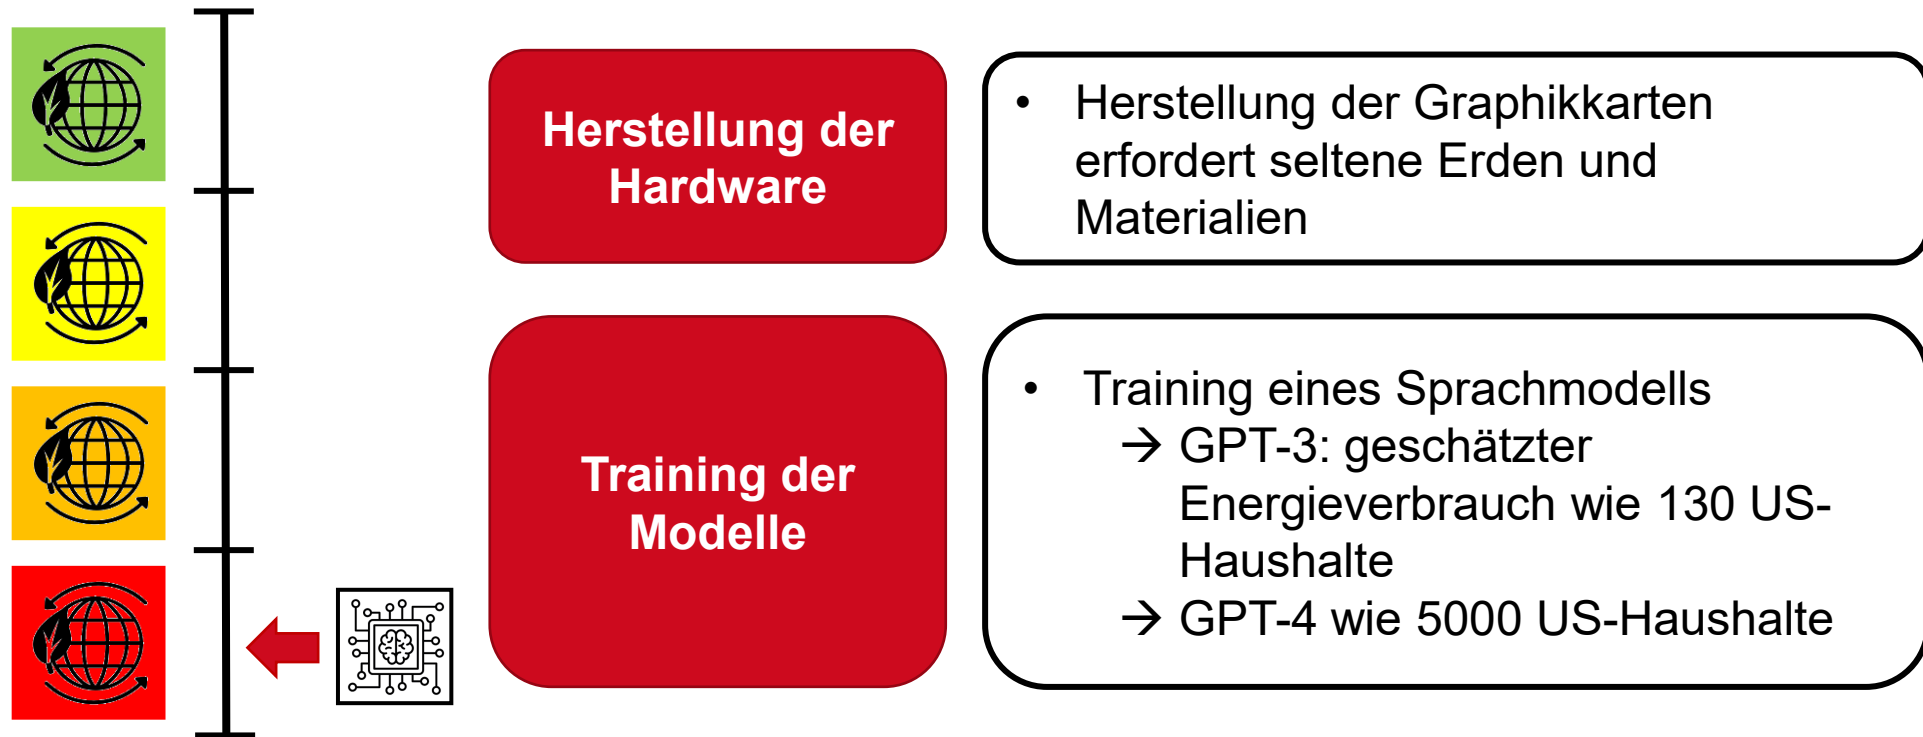 Herstellung der
Hardware
• Herstellung der Graphikkarten
erfordert seltene Erden und
Materialien
Training der
Modelle
• Training eines Sprachmodells
→ GPT-3: geschätzter
Energieverbrauch wie 130 US-
Haushalte
→ GPT-4 wie 5000 US-Haushalte